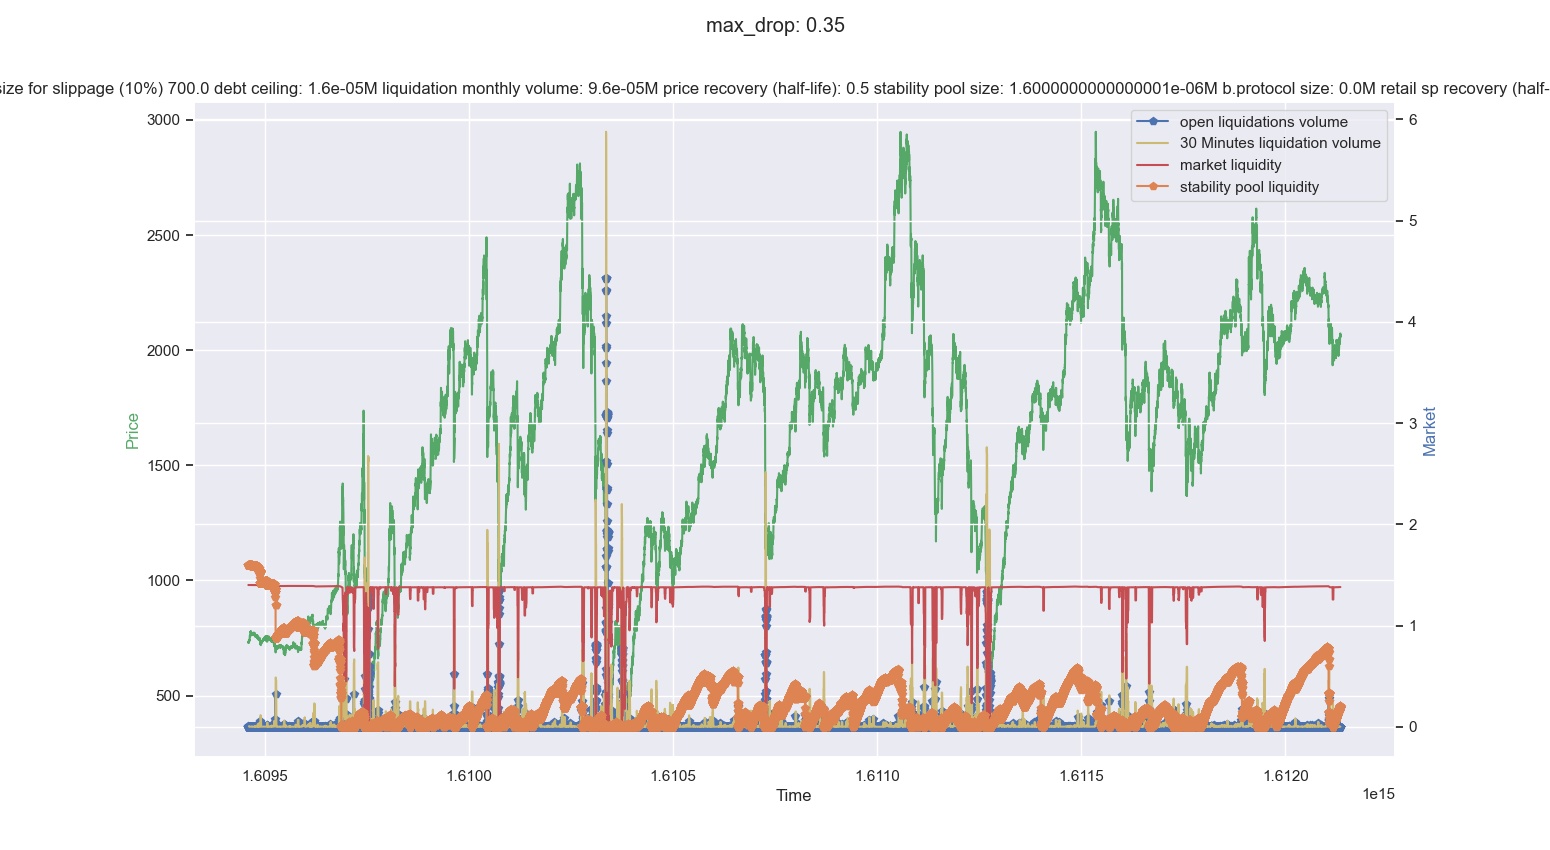 max_drop: 0.35
size for slippage (10%) 700.0 debt ceiling: 1.6e-05M liquidation monthly volume: 9.6e-05M price recovery (half-life): 0.5 stability pool size: 1.6000000000000001e-06M b.protocol size: 0.0M retail sp recovery (half-
3000
2500
2000
1500
1000
500
Price
open liquidations volume
30 Minutes liquidation volume
market liquidity
stability pool liquidity
6
5
4
3
2
1
0
Market
1.6095
1.6100
1.6105
1.6110
1.6115
1.6120
1e15
Time